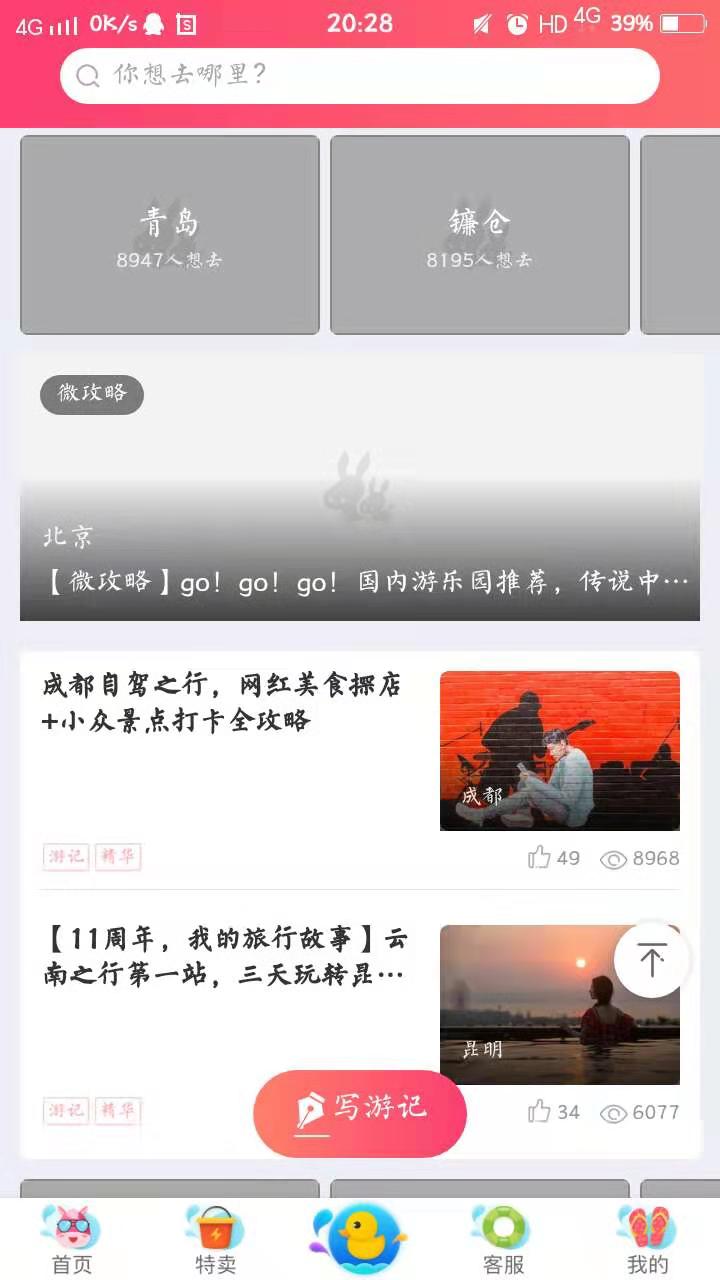 4G 0K/s 20:28 HD 4G 39%
你想去哪里?
青岛
8947人想去
镰仓
8195人想去
微攻略
北京
【微攻略】go! go! go! 国内游乐园推荐,传说中…
成都自驾之行,网红美食探店
+小众景点打卡全攻略
成都
游记 精华
49 8968
【11周年,我的旅行故事】云
南之行第一站,三天玩转昆…
昆明
写游记
游记 精华
34 6077
首页 特卖 客服 我的